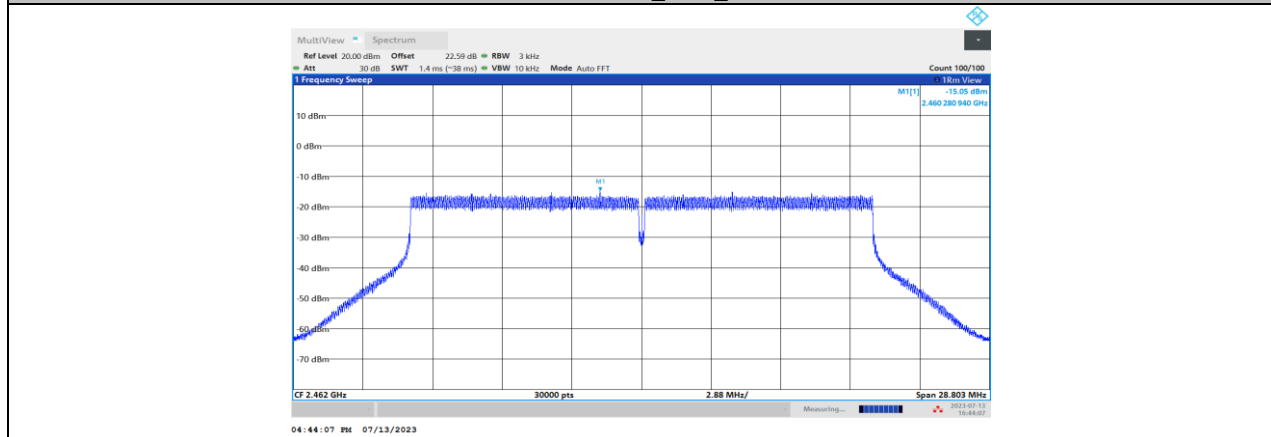 MultiView Spectrum
Ref Level 20.00 dBm Offset 22.59 dB RBW 3 kHz
Att 30 dB SWT 1.4 ms (~38 ms) VBW 10 kHz Mode Auto FFT Count 100/100
1 Frequency Sweep 1Rm View
M1[1] -15.05 dBm
2.460 280 940 GHz
10 dBm
0 dBm
-10 dBm
M1
-20 dBm
-30 dBm
-40 dBm
-50 dBm
-60 dBm
-70 dBm
CF 2.462 GHz 30000 pts 2.88 MHz/ Span 28.803 MHz
Measuring... 2023-07-13
16:44:07
04:44:07 PM 07/13/2023